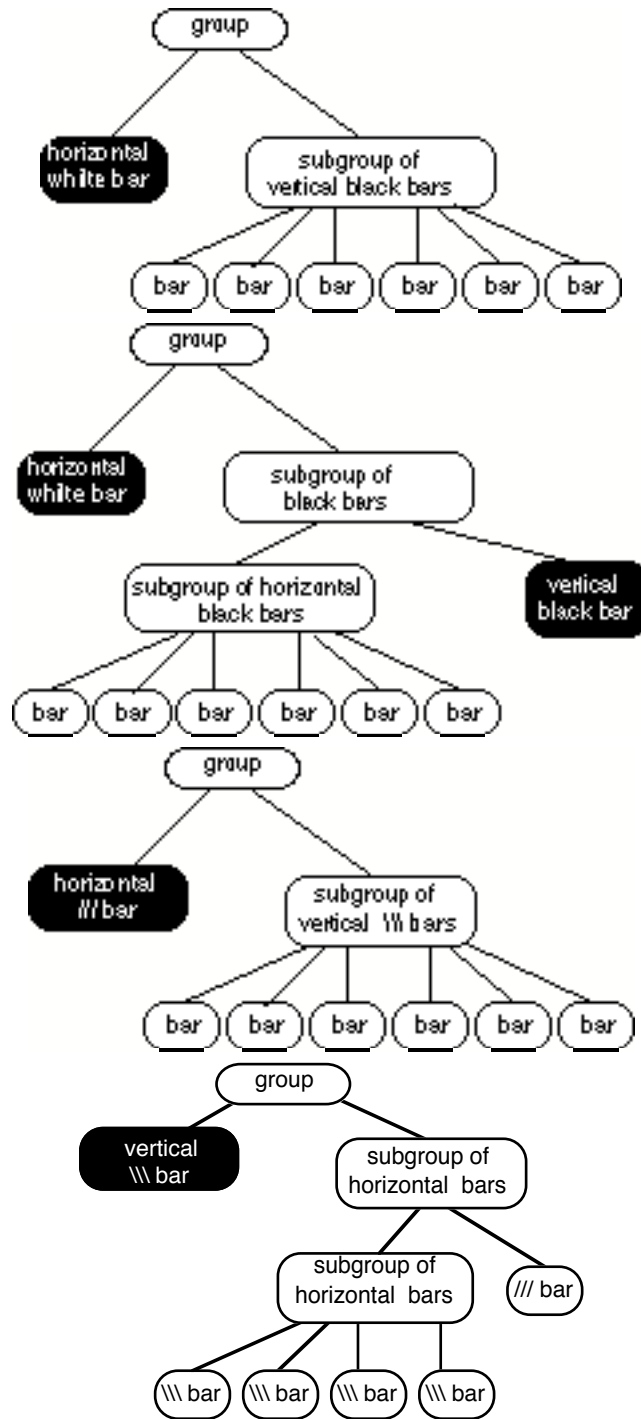 group
horizontal
whilte bar
subgroup of
vertical black bars
bar bar bar bar bar bar
group
horizontal
whilte bar
subgroup of
black bars
subgroup of horizontal
black bars
vertical
black bar
bar bar bar bar bar bar
group
horizontal
/// bar
subgroup of
vertical \\\ bars
bar bar bar bar bar bar
group
vertical
\\\ bar
subgroup of
horizontal bars
subgroup of
horizontal bars
/// bar
\\\ bar \\\ bar \\\ bar \\\ bar